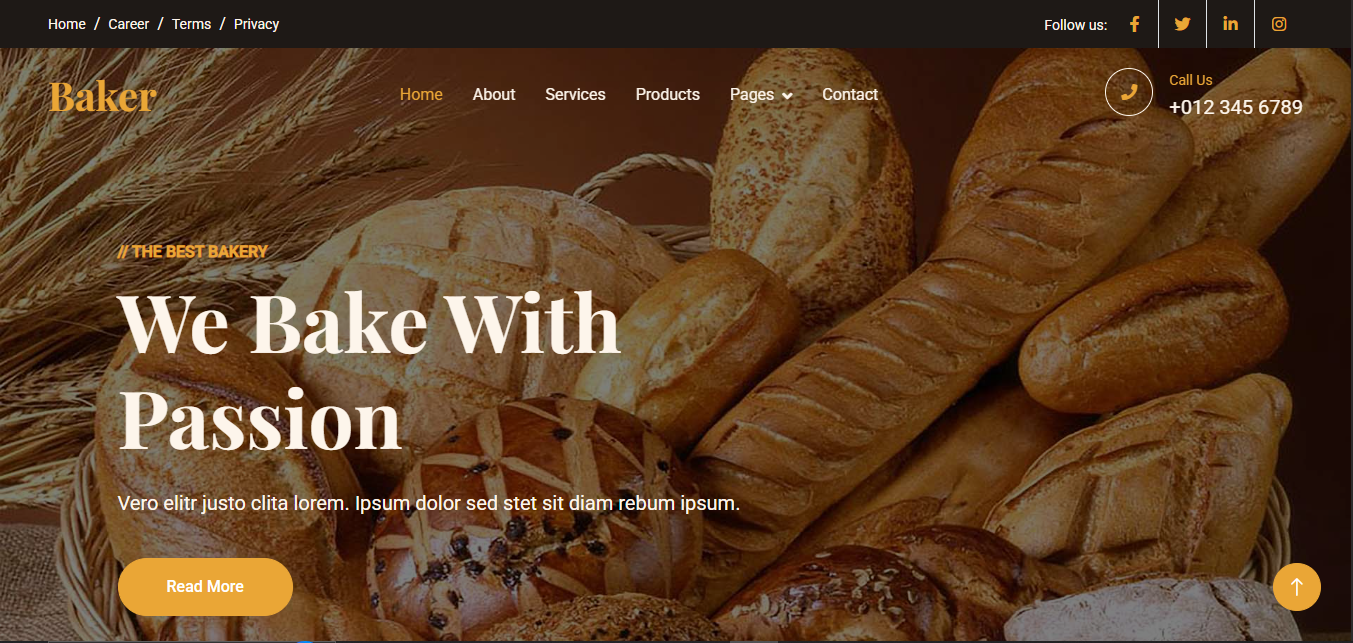 Home / Career / Terms / Privacy
Follow us:
Baker
Home About Services Products Pages Contact
Call Us
+012 345 6789
// THE BEST BAKERY
We Bake With
Passion
Vero elitr justo clita lorem. Ipsum dolor sed stet sit diam rebum ipsum.
Read More